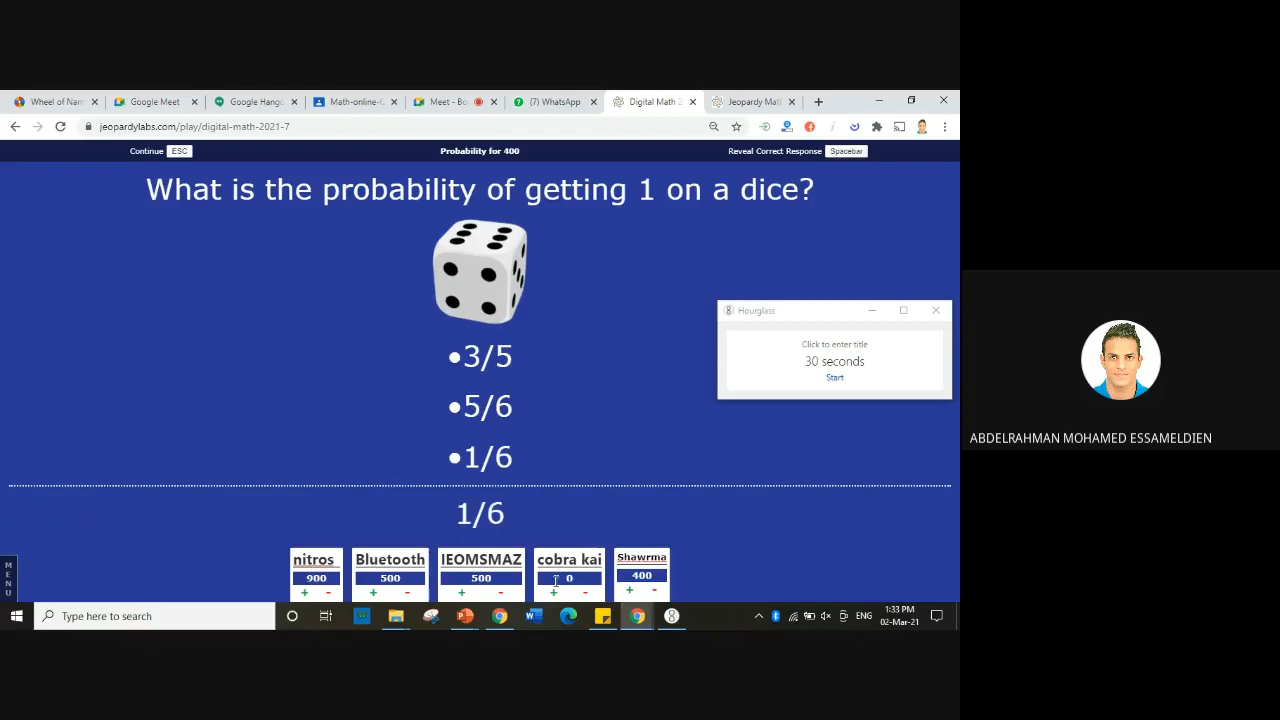 Wheel of Nam
Google Meet
Google Hango
Math-online-G
Meet - Bo
(7) WhatsApp
Digital Math 2
Jeopardy Mat
jeopardylabs.com/play/digital-math-2021-7
Continue ESC
Probability for 400
Reveal Correct Response Spacebar
What is the probability of getting 1 on a dice?
•3/5
•5/6
•1/6
1/6
Hourglass
Click to enter title
30 seconds
Start
MENU
nitros Bluetooth IEOMSMAZ cobra kai Shawrma
900 500 500 0 400
+ - + - + - + - + -
Type here to search
ENG
1:33 PM
02-Mar-21
ABDELRAHMAN MOHAMED ESSAMELDIEN